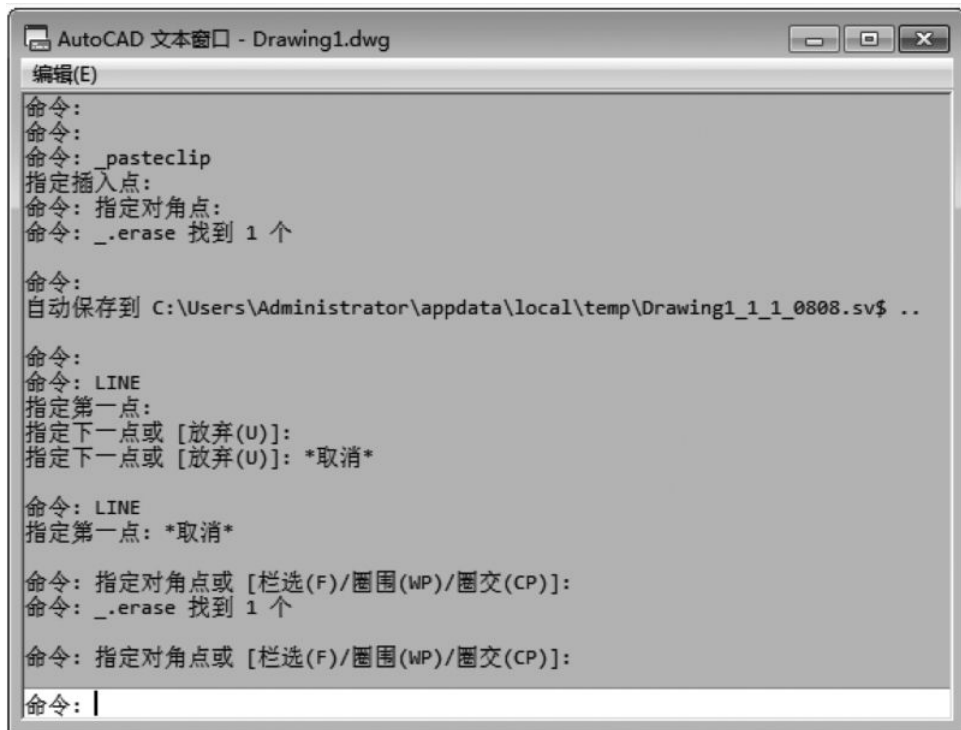 AutoCAD 文本窗口 - Drawing1.dwg
编辑(E)
命令:
命令:
命令: _pasteclip
指定插入点:
命令: 指定对角点:
命令: _.erase 找到 1 个
命令:
自动保存到 C:\Users\Administrator\appdata\local\temp\Drawing1_1_1_0808.sv$ ..
命令:
命令: LINE
指定第一点:
指定下一点或 [放弃(U)]:
指定下一点或 [放弃(U)]: *取消*
命令: LINE
指定第一点: *取消*
命令: 指定对角点或 [栏选(F)/圈围(WP)/圈交(CP)]:
命令: _.erase 找到 1 个
命令: 指定对角点或 [栏选(F)/圈围(WP)/圈交(CP)]:
命令: